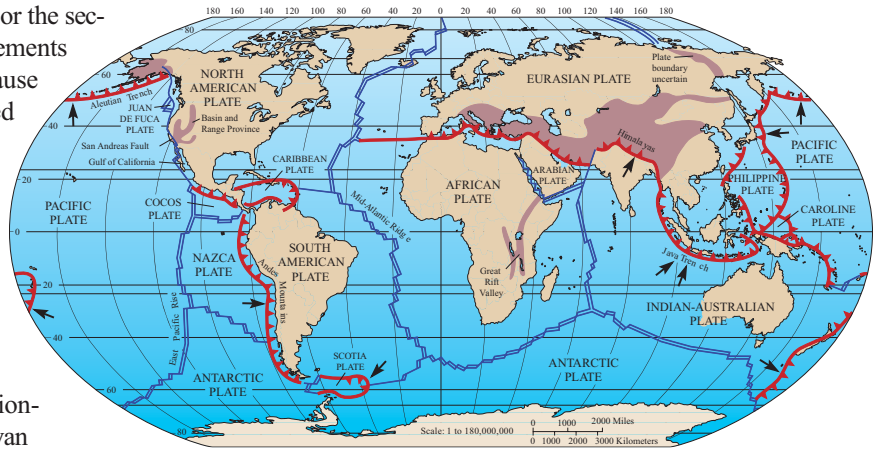 or the sec-
ements
ause
ed
ion-
van
180 160 140 120 100 80 60 40 20 0 20 40 60 80 100 120 140 160 180
80
60
40
20
0
20
40
60
80
NORTH
AMERICAN
PLATE
Aleutian Trench
JUAN
DE FUCA
PLATE
Basin and
Range Province
San Andreas Fault
Gulf of California
CARIBBEAN
PLATE
COCOS
PLATE
PACIFIC
PLATE
NAZCA
PLATE
SOUTH
AMERICAN
PLATE
Andes
Mountains
East Pacific Rise
ANTARCTIC
PLATE
SCOTIA
PLATE
Mid-Atlantic Ridge
EURASIAN PLATE
Plate
boundary
uncertain
Himalayas
ARABIAN
PLATE
AFRICAN
PLATE
Great
Rift
Valley
PACIFIC
PLATE
PHILIPPINE
PLATE
CAROLINE
PLATE
Java Trench
INDIAN-AUSTRALIAN
PLATE
ANTARCTIC
PLATE
Scale: 1 to 180,000,000
0 1000 2000 Miles
0 1000 2000 3000 Kilometers